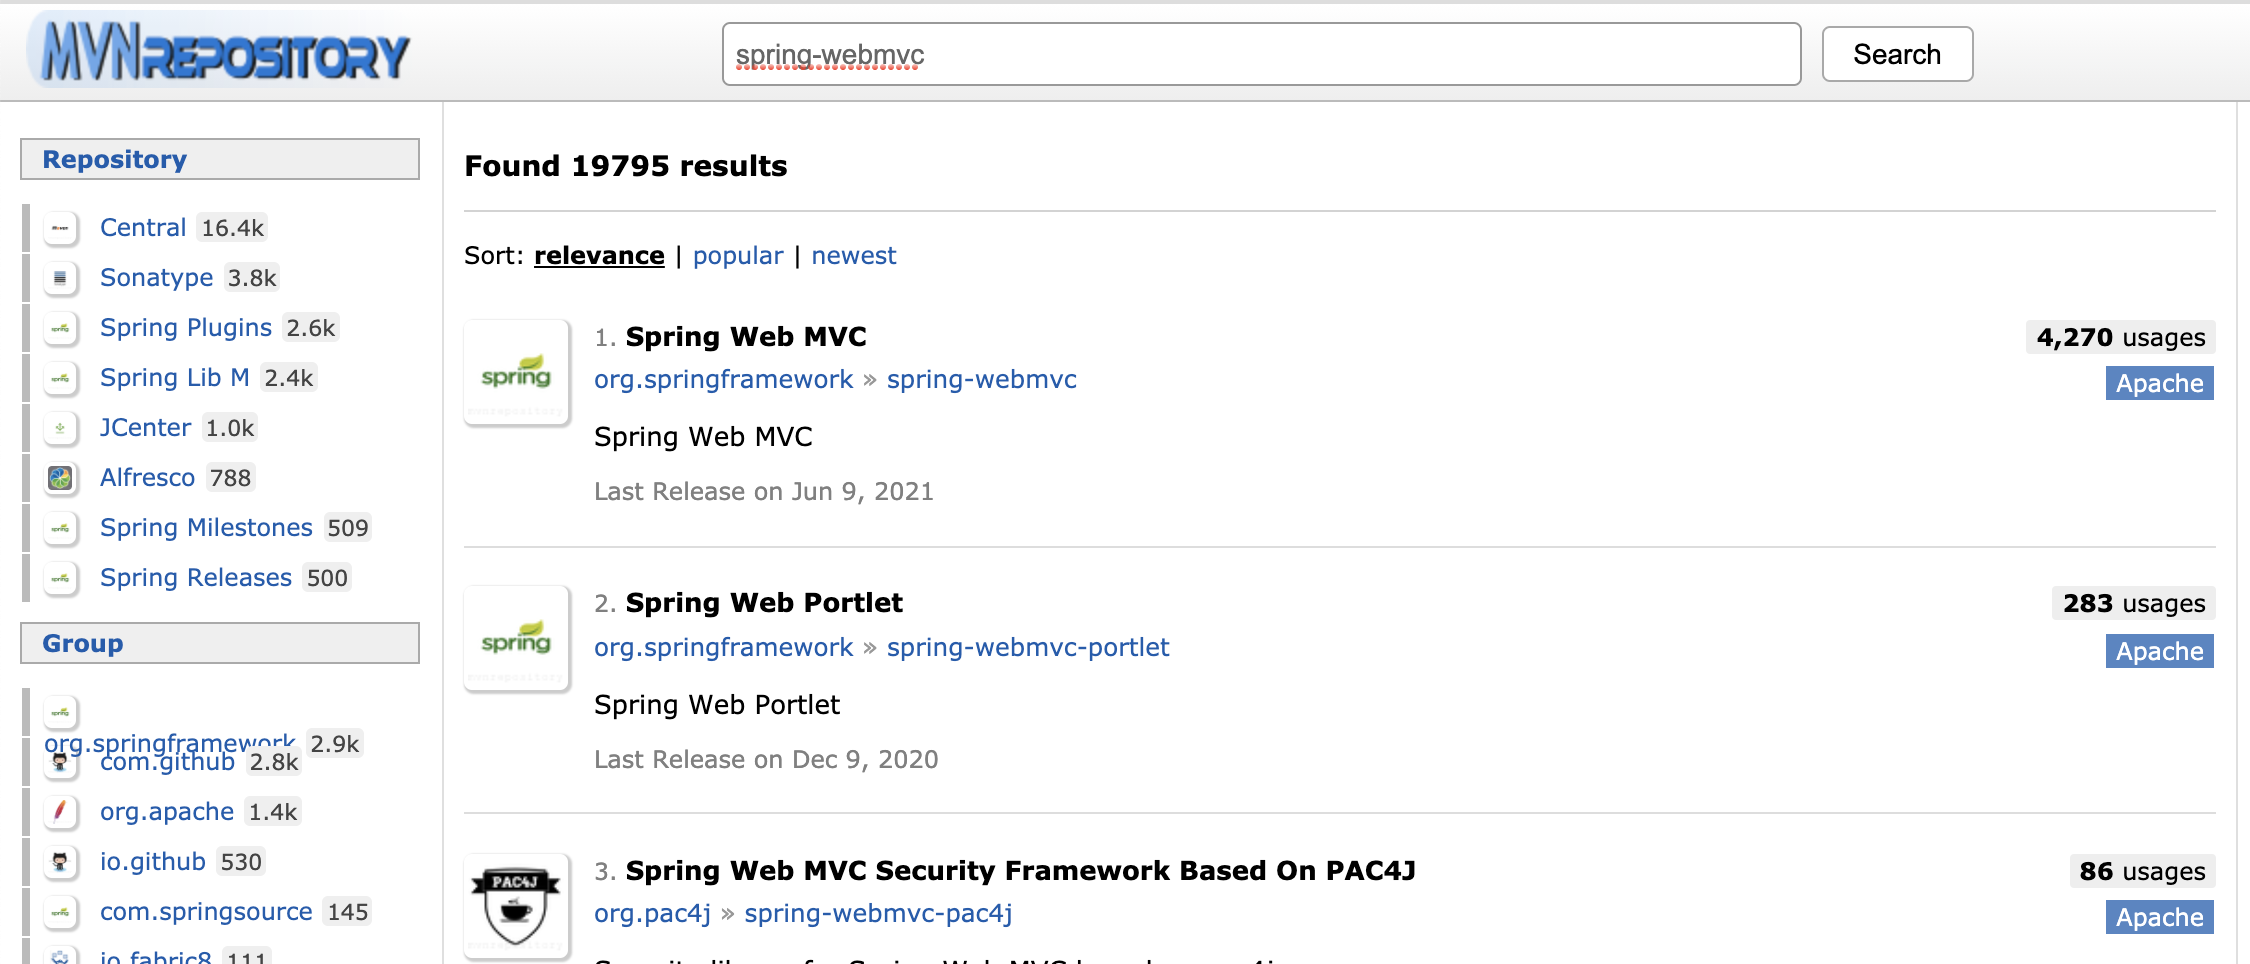 MVNREPOSITORY
spring-webmvc
Search
Repository
Central 16.4k
Sonatype 3.8k
Spring Plugins 2.6k
Spring Lib M 2.4k
JCenter 1.0k
Alfresco 788
Spring Milestones 509
Spring Releases 500
Group
org.springframework 2.9k
com.github 2.8k
org.apache 1.4k
io.github 530
com.springsource 145
io.fabric8 111
Found 19795 results
Sort: relevance | popular | newest
spring
mvnrepository
1. Spring Web MVC
4,270 usages
org.springframework » spring-webmvc
Apache
Spring Web MVC
Last Release on Jun 9, 2021
spring
mvnrepository
2. Spring Web Portlet
283 usages
org.springframework » spring-webmvc-portlet
Apache
Spring Web Portlet
Last Release on Dec 9, 2020
PAC4J
mvnrepository
3. Spring Web MVC Security Framework Based On PAC4J
86 usages
org.pac4j » spring-webmvc-pac4j
Apache